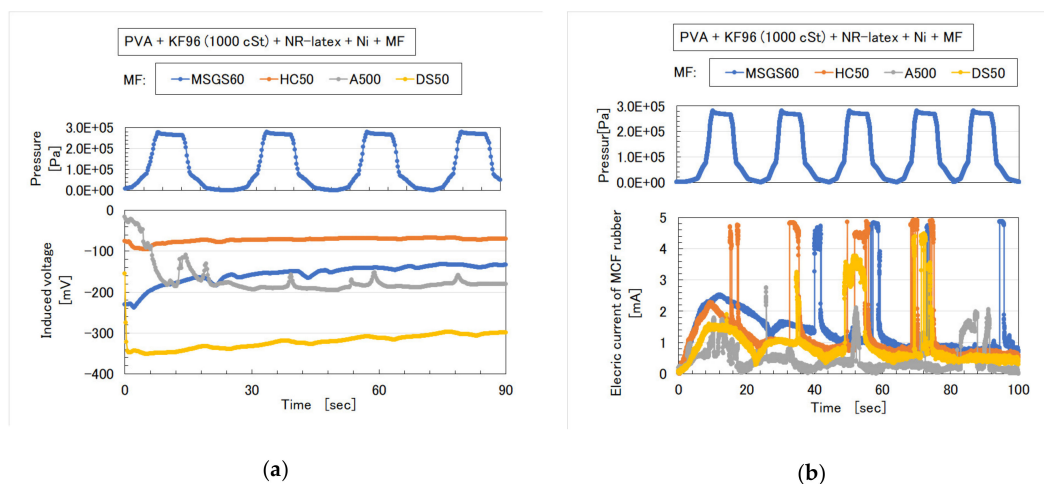 (a)
PVA + KF96 (1000 cSt) + NR-latex + Ni + MF
MF: MSGS60 HC50 A500 DS50
Pressure
[Pa]
3.0E+05
2.0E+05
1.0E+05
0.0E+00
Induced voltage
[mV]
0
−100
−200
−300
−400
0 30 60 90
Time [sec]
(a)
(b)
PVA + KF96 (1000 cSt) + NR-latex + Ni + MF
MF: MSGS60 HC50 A500 DS50
Pressur[Pa]
3.0E+05
2.0E+05
1.0E+05
0.0E+00
Elecric current of MCF rubber
[mA]
5
4
3
2
1
0
0 20 40 60 80 100
Time [sec]
(b)